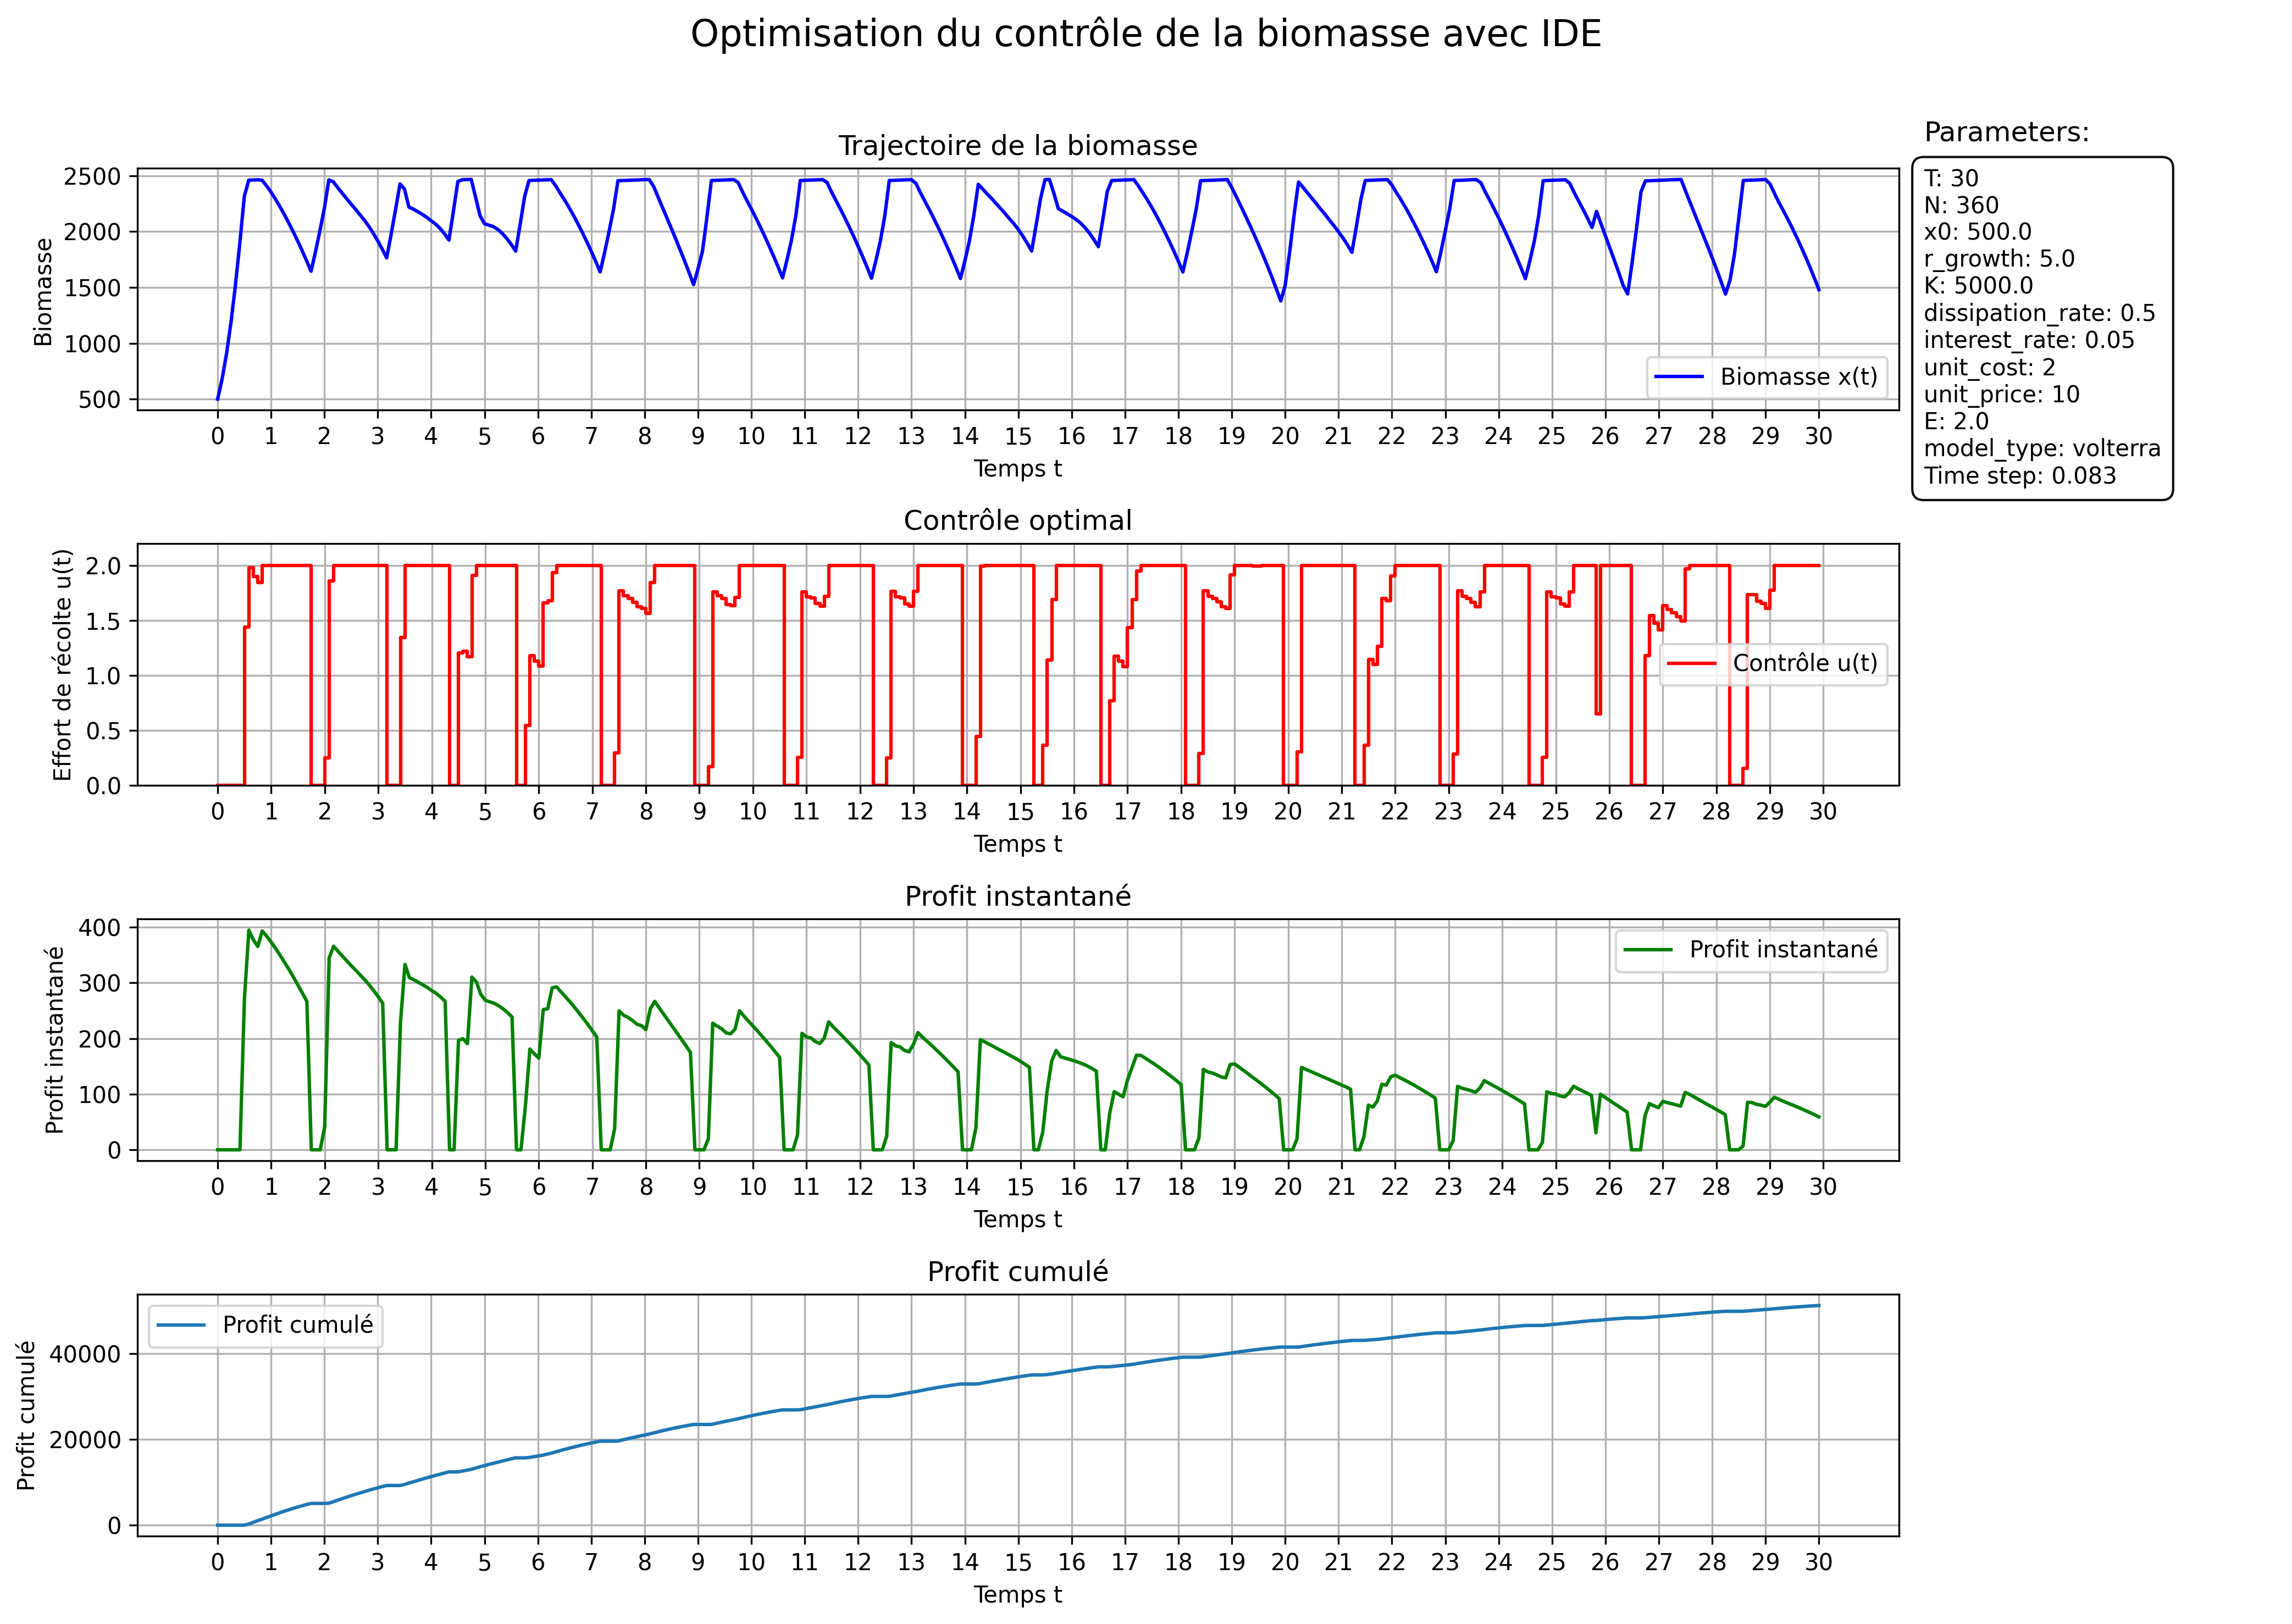 Optimisation du contrôle de la biomasse avec IDE
Trajectoire de la biomasse
Biomasse
2500
2000
1500
1000
500
0 1 2 3 4 5 6 7 8 9 10 11 12 13 14 15 16 17 18 19 20 21 22 23 24 25 26 27 28 29 30
Temps t
Biomasse x(t)
Parameters:
T: 30
N: 360
x0: 500.0
r_growth: 5.0
K: 5000.0
dissipation_rate: 0.5
interest_rate: 0.05
unit_cost: 2
unit_price: 10
E: 2.0
model_type: volterra
Time step: 0.083
Contrôle optimal
Effort de récolte u(t)
2.0
1.5
1.0
0.5
0.0
0 1 2 3 4 5 6 7 8 9 10 11 12 13 14 15 16 17 18 19 20 21 22 23 24 25 26 27 28 29 30
Temps t
Contrôle u(t)
Profit instantané
Profit instantané
400
300
200
100
0
0 1 2 3 4 5 6 7 8 9 10 11 12 13 14 15 16 17 18 19 20 21 22 23 24 25 26 27 28 29 30
Temps t
Profit instantané
Profit cumulé
Profit cumulé
40000
20000
0
0 1 2 3 4 5 6 7 8 9 10 11 12 13 14 15 16 17 18 19 20 21 22 23 24 25 26 27 28 29 30
Temps t
Profit cumulé